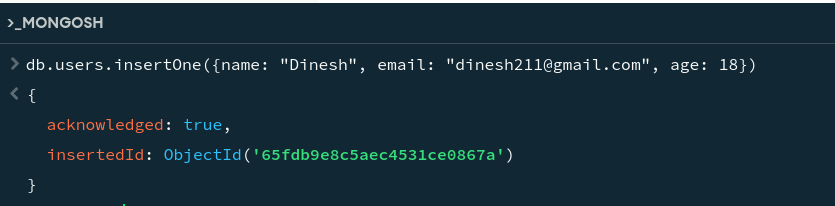 >_MONGOSH
> db.users.insertOne({name: "Dinesh", email: "dinesh211@gmail.com", age: 18})
< {
acknowledged: true,
insertedId: ObjectId('65fdb9e8c5aec4531ce0867a')
}